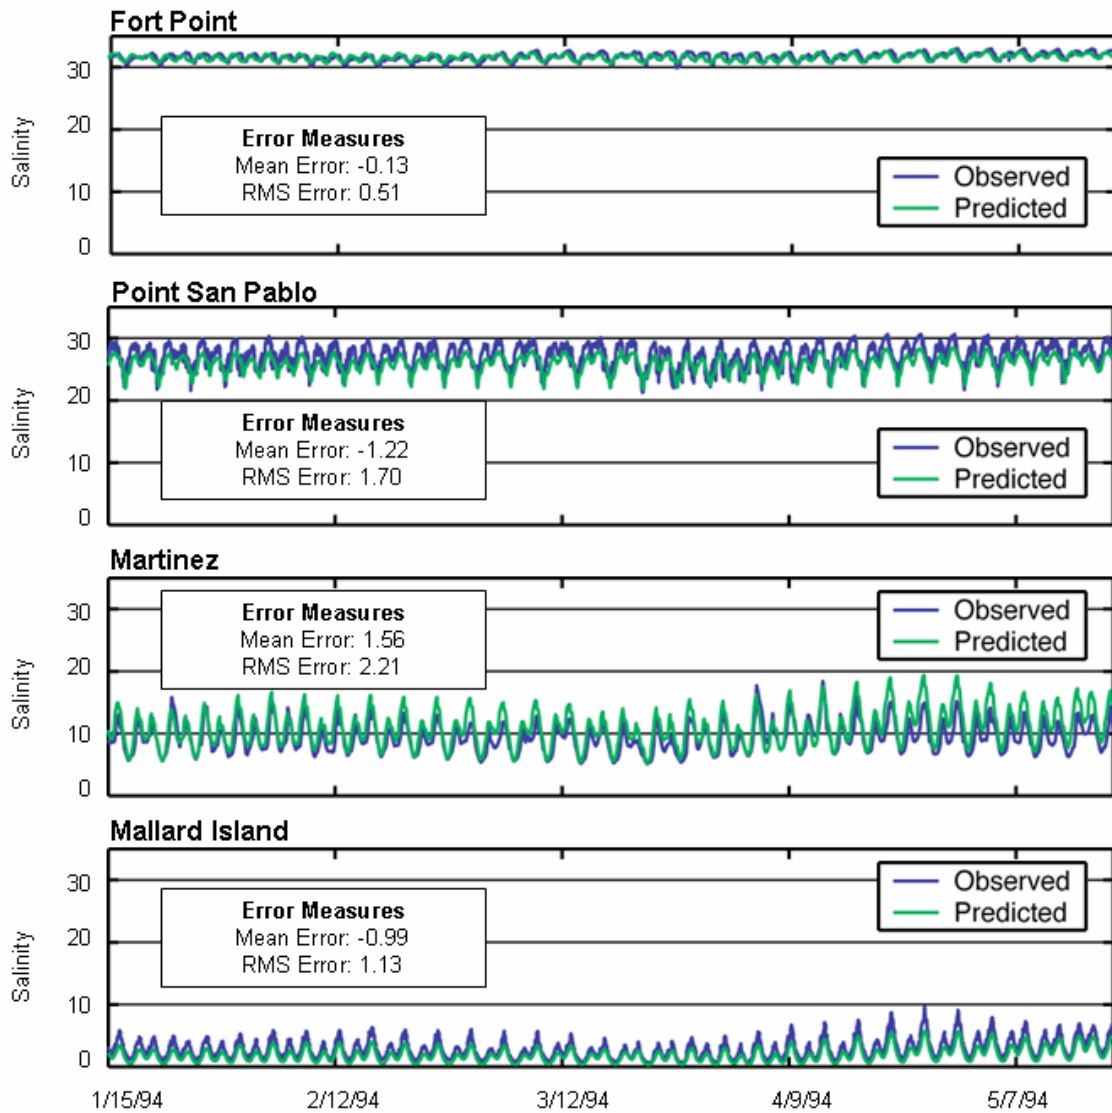 Fort Point
30
20
10
0
Salinity
Error Measures
Mean Error: -0.13
RMS Error: 0.51
Observed
Predicted
Point San Pablo
30
20
10
0
Salinity
Error Measures
Mean Error: -1.22
RMS Error: 1.70
Observed
Predicted
Martinez
30
20
10
0
Salinity
Error Measures
Mean Error: 1.56
RMS Error: 2.21
Observed
Predicted
Mallard Island
30
20
10
0
Salinity
Error Measures
Mean Error: -0.99
RMS Error: 1.13
Observed
Predicted
1/15/94 2/12/94 3/12/94 4/9/94 5/7/94